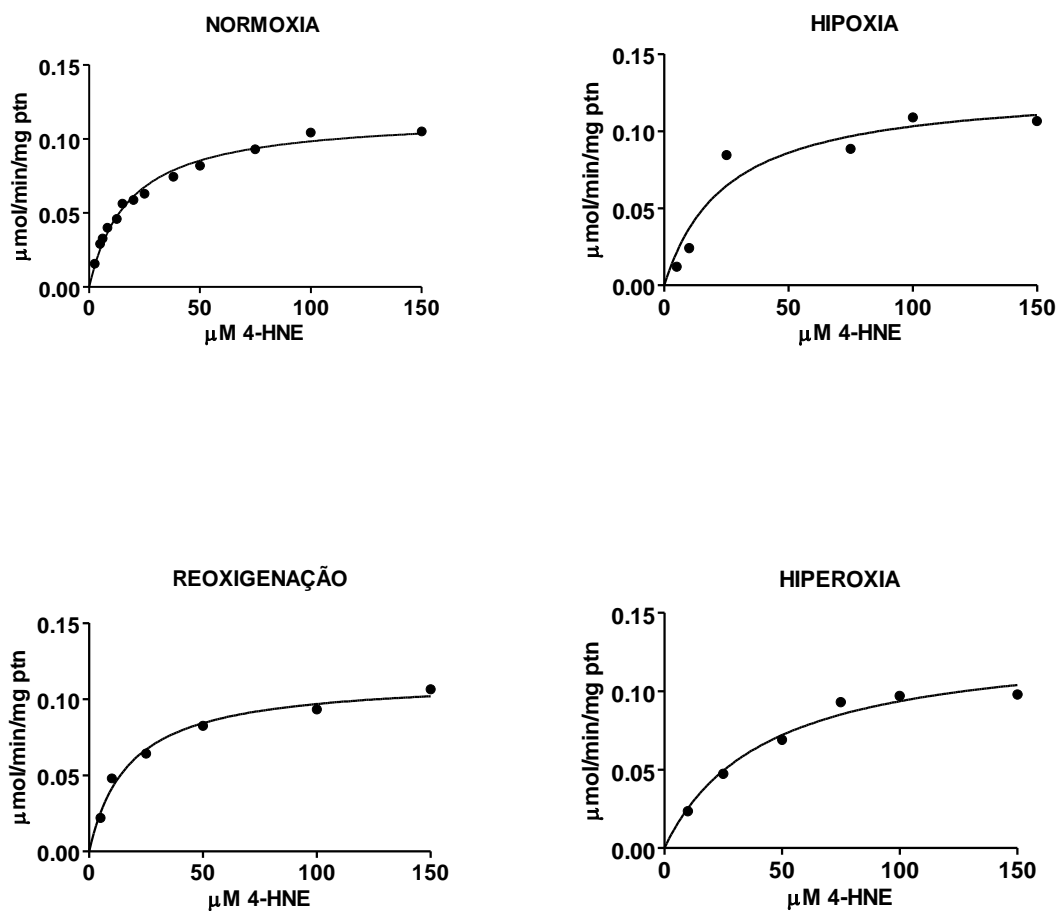 NORMOXIA
0.15
0.10
0.05
0.00
0 50 100 150
μmol/min/mg ptn
μM 4-HNE
HIPOXIA
0.15
0.10
0.05
0.00
0 50 100 150
μmol/min/mg ptn
μM 4-HNE
REOXIGENAÇÃO
0.15
0.10
0.05
0.00
0 50 100 150
μmol/min/mg ptn
μM 4-HNE
HIPEROXIA
0.15
0.10
0.05
0.00
0 50 100 150
μmol/min/mg ptn
μM 4-HNE